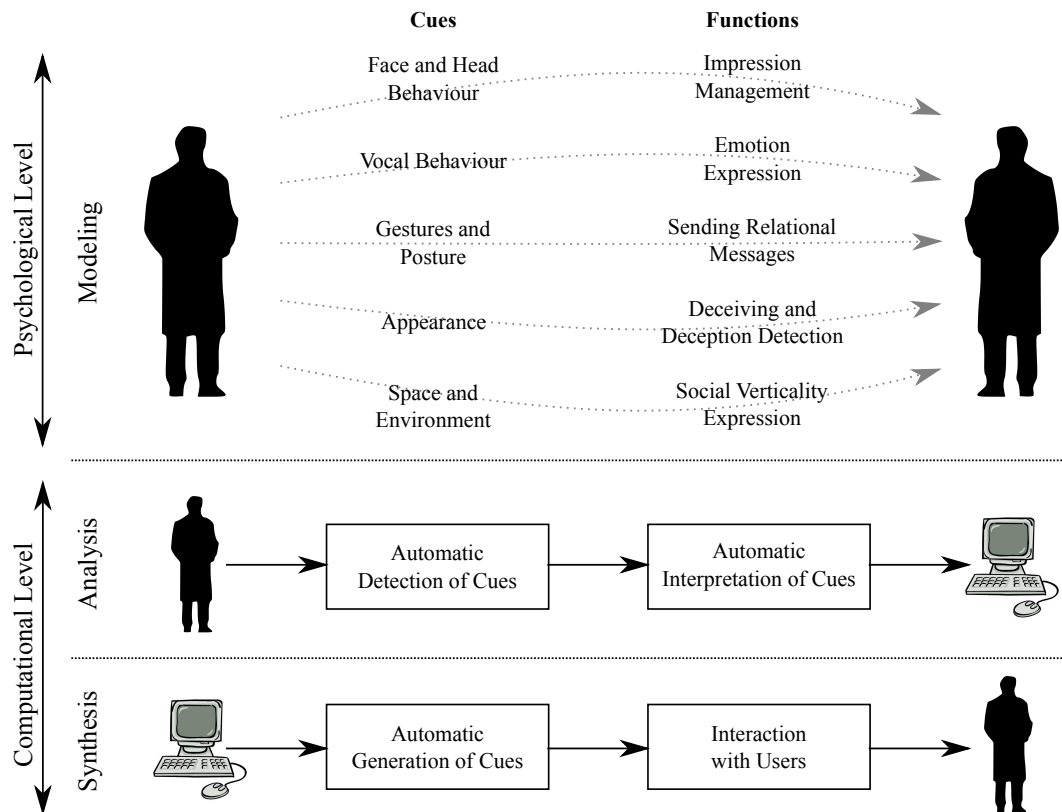 Cues
Functions
Psychological Level
Modeling
Face and Head
Behaviour
Impression
Management
Vocal Behaviour
Emotion
Expression
Gestures and
Posture
Sending Relational
Messages
Appearance
Deceiving and
Deception Detection
Space and
Environment
Social Verticality
Expression
Computational Level
Analysis
Automatic
Detection of Cues
Automatic
Interpretation of Cues
Synthesis
Automatic
Generation of Cues
Interaction
with Users